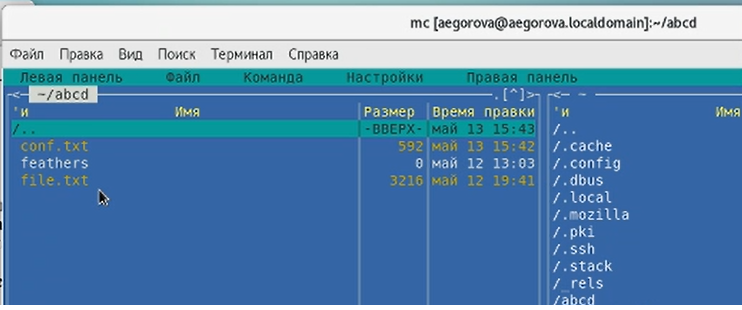 mc [aegorova@aegorova.localdomain]:~/abcd
Файл Правка Вид Поиск Терминал Справка
Левая панель Файл Команда Настройки Правая панель
<— ~/abcd .[^]> <— ~
'и Имя Размер Время правки 'и Имя
/.. -ВВЕРХ- май 13 15:43 /..
conf.txt 592 май 13 15:42 /.cache
feathers 0 май 12 13:03 /.config
file.txt 3216 май 12 19:41 /.dbus
/.local
/.mozilla
/.pki
/.ssh
/.stack
/_rels
/abcd